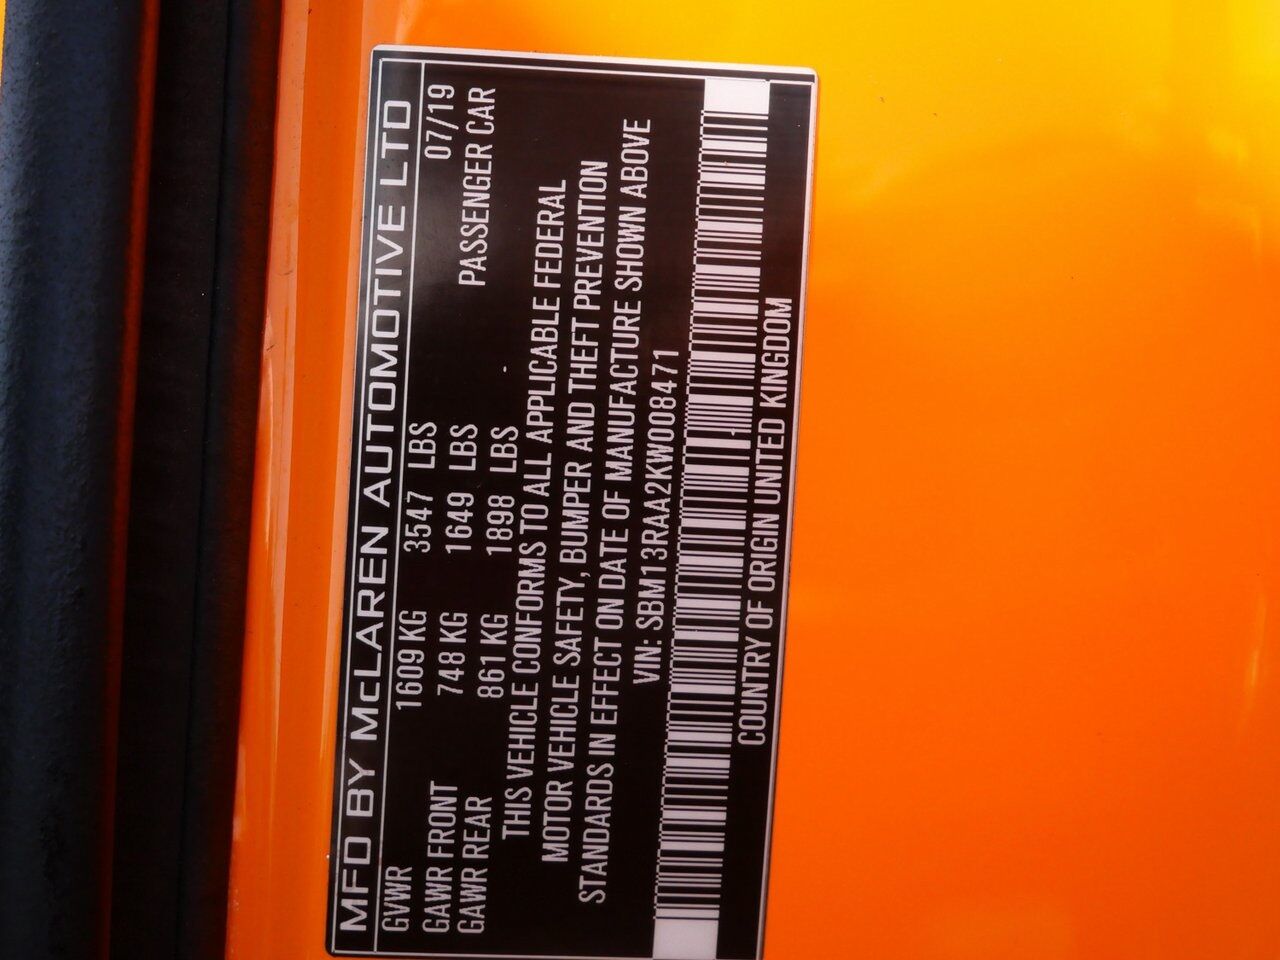 MFD BY McLAREN AUTOMOTIVE LTD
GVWR 1609 KG 3547 LBS 07/19
GAWR FRONT 748 KG 1649 LBS PASSENGER CAR
GAWR REAR 861 KG 1898 LBS
THIS VEHICLE CONFORMS TO ALL APPLICABLE FEDERAL
MOTOR VEHICLE SAFETY, BUMPER AND THEFT PREVENTION
STANDARDS IN EFFECT ON DATE OF MANUFACTURE SHOWN ABOVE
VIN: SBM13RAA2KW008471
COUNTRY OF ORIGIN UNITED KINGDOM